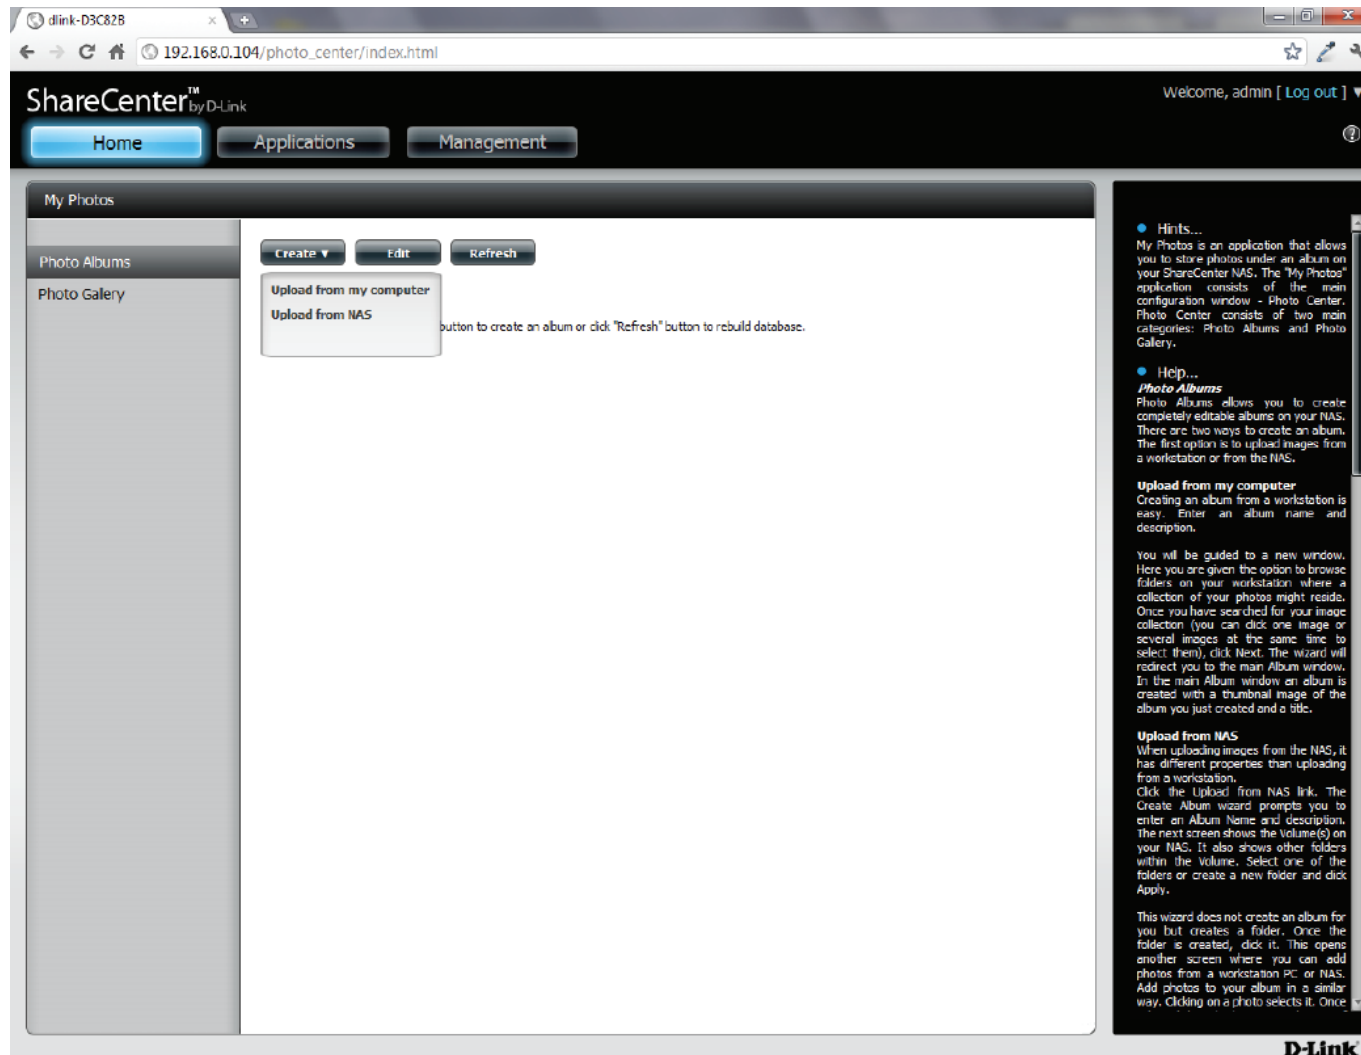 dlink-D3C82B
192.168.0.104/photo_center/index.html
ShareCenter™ by D-Link
Welcome, admin [ Log out ]
Home
Applications
Management
My Photos
Photo Albums
Photo Galery
Create ▼
Edit
Refresh
Upload from my computer
Upload from NAS
button to create an album or click "Refresh" button to rebuild database.
Hints...
My Photos is an application that allows
you to store photos under an album on
your ShareCenter NAS. The "My Photos"
application consists of the main
configuration window - Photo Center.
Photo Center consists of two main
categories: Photo Albums and Photo
Gallery.
Help...
Photo Albums
Photo Albums allows you to create
completely editable albums on your NAS.
There are two ways to create an album.
The first option is to upload images from
a workstation or from the NAS.
Upload from my computer
Creating an album from a workstation is
easy. Enter an album name and
description.
You will be guided to a new window.
Here you are given the option to browse
folders on your workstation where a
collection of your photos might reside.
Once you have searched for your image
collection (you can click one image or
several images at the same time to
select them), click Next. The wizard will
redirect you to the main Album window.
In the main Album window an album is
created with a thumbnail image of the
album you just created and a title.
Upload from NAS
When uploading images from the NAS, it
has different properties than uploading
from a workstation.
Click the Upload from NAS link. The
Create Album wizard prompts you to
enter an Album Name and description.
The next screen shows the Volume(s) on
your NAS. It also shows other folders
within the Volume. Select one of the
folders or create a new folder and click
Apply.
This wizard does not create an album for
you but creates a folder. Once the
folder is created, click it. This opens
another screen where you can add
photos from a workstation PC or NAS.
Add photos to your album in a similar
way. Clicking on a photo selects it. Once
D-Link